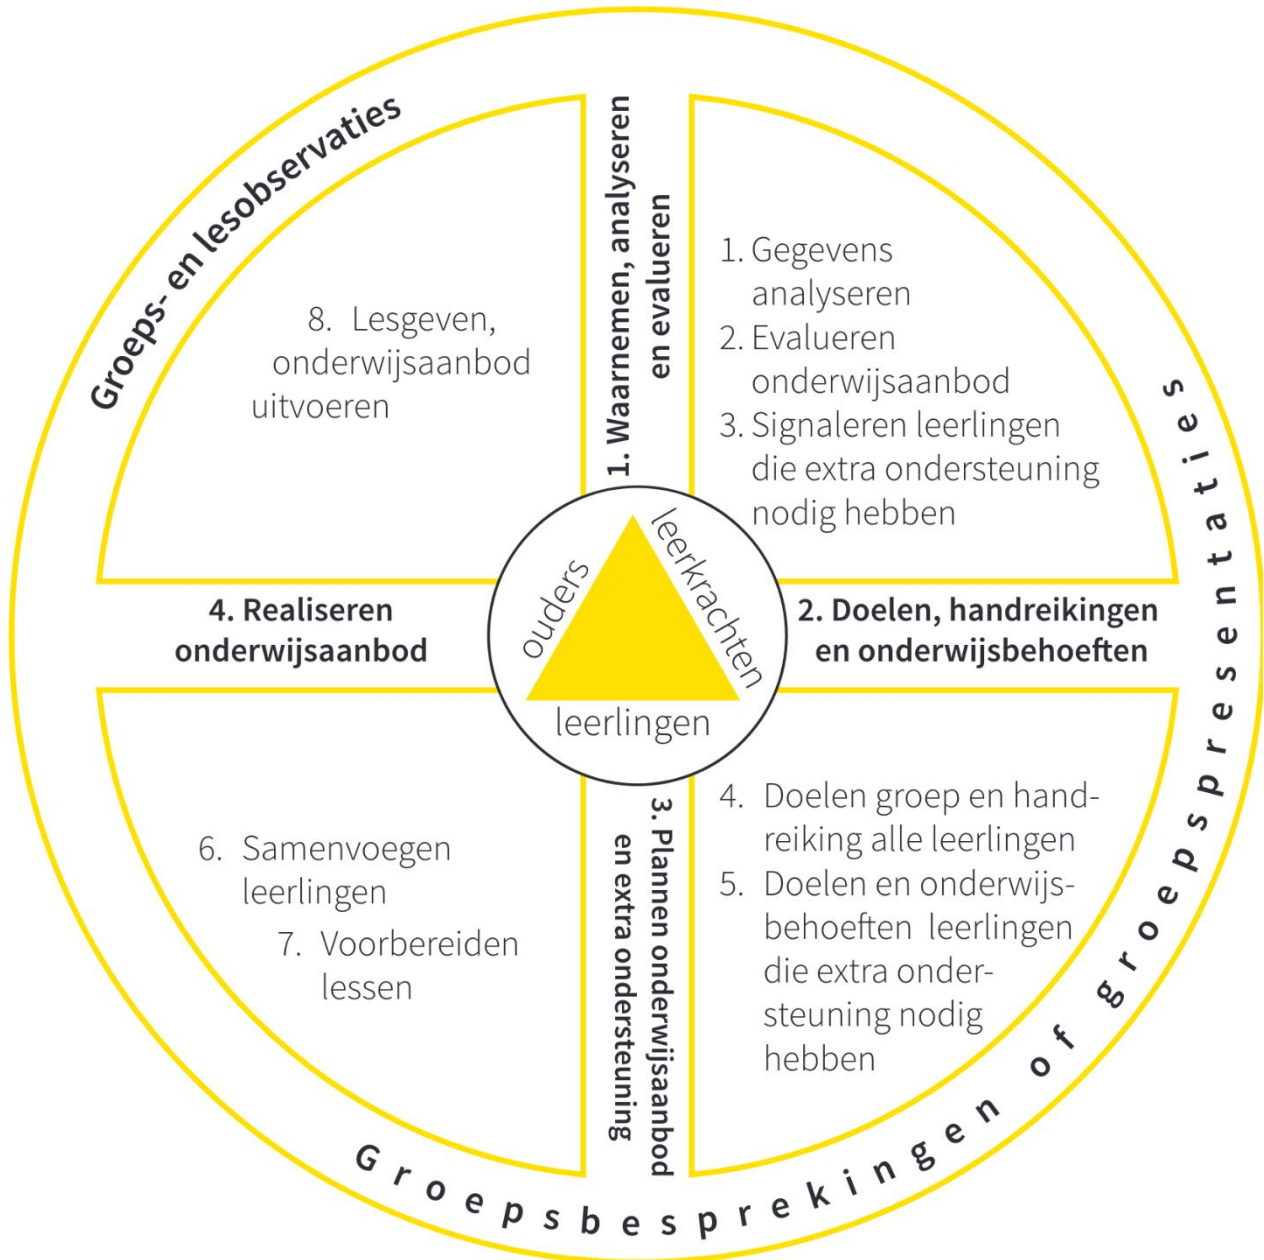 Groeps- en lesobservaties
1. Waarnemen, analyseren
en evalueren
1. Gegevens
analyseren
2. Evalueren
onderwijsaanbod
3. Signaleren leerlingen
die extra ondersteuning
nodig hebben
8. Lesgeven,
onderwijsaanbod
uitvoeren
4. Realiseren
onderwijsaanbod
ouders
leerkrachten
leerlingen
2. Doelen, handreikingen
en onderwijsbehoeften
4. Doelen groep en hand-
reiking alle leerlingen
5. Doelen en onderwijs-
behoeften leerlingen
die extra onder-
steuning nodig
hebben
3. Plannen onderwijsaanbod
en extra ondersteuning
6. Samenvoegen
leerlingen
7. Voorbereiden
lessen
Groepsbesprekingen of groepspresentaties